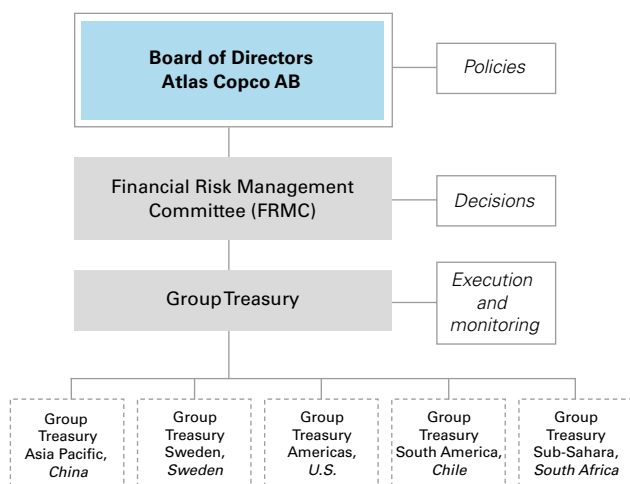 Board of Directors
Atlas Copco AB
Policies
Financial Risk Management
Committee (FRMC)
Decisions
Group Treasury
Execution
and
monitoring
Group
Treasury
Asia Pacific,
China
Group
Treasury
Sweden,
Sweden
Group
Treasury
Americas,
U.S.
Group
Treasury
South America,
Chile
Group
Treasury
Sub-Sahara,
South Africa